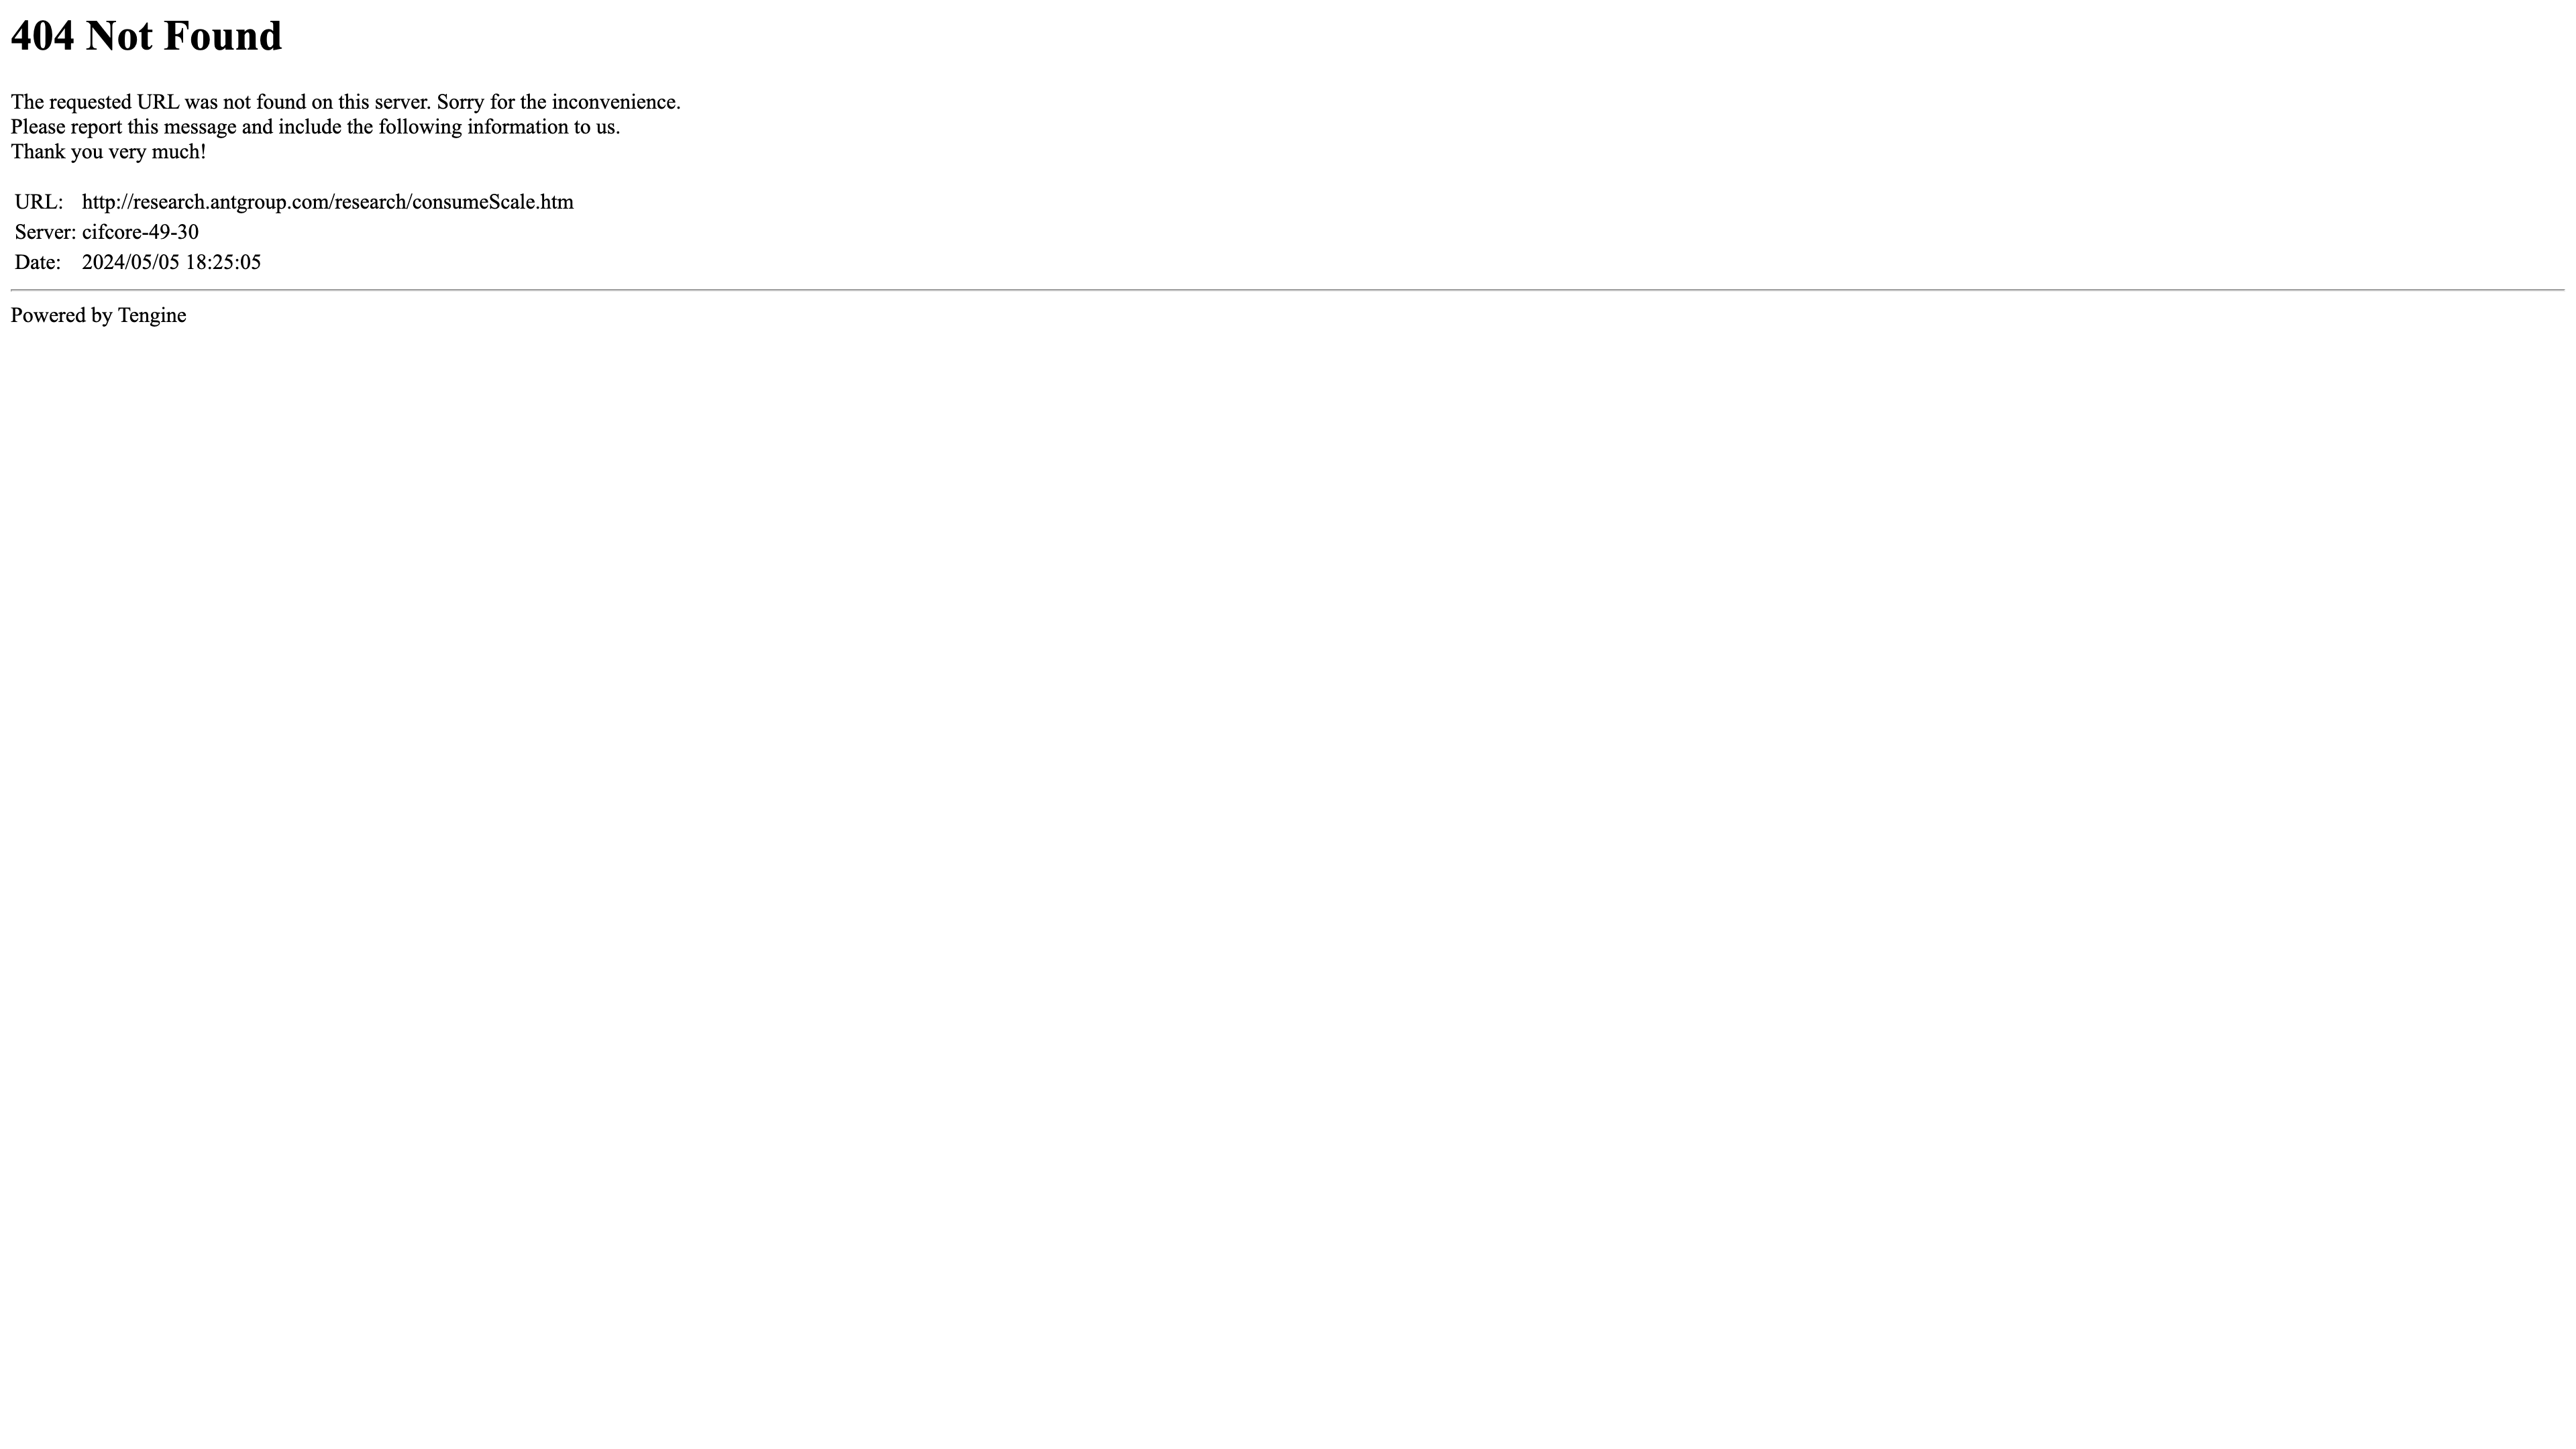 404 Not Found
The requested URL was not found on this server. Sorry for the inconvenience.
Please report this message and include the following information to us.
Thank you very much!
URL: http://research.antgroup.com/research/consumeScale.htm
Server: cifcore-49-30
Date: 2024/05/05 18:25:05
Powered by Tengine